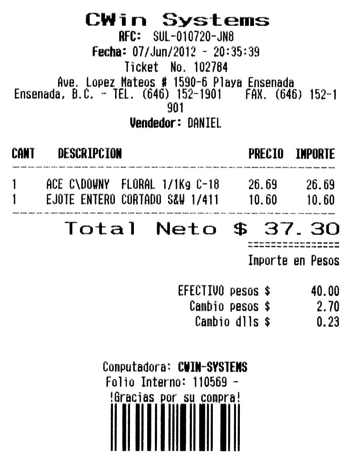 CWin Systems
RFC: SUL-010720-JN8
Fecha: 07/Jun/2012 - 20:35:39
Ticket No. 102784
Ave. Lopez Mateos # 1590-6 Playa Ensenada
Ensenada, B.C. - TEL. (646) 152-1901 FAX. (646) 152-1
901
Vendedor: DANIEL
CANT DESCRIPCION PRECIO IMPORTE
1 ACE C\DOWNY FLORAL 1/1Kg C-18 26.69 26.69
1 EJOTE ENTERO CORTADO S&W 1/411 10.60 10.60
Total Neto $ 37.30
===============
Importe en Pesos
EFECTIVO pesos $ 40.00
Cambio pesos $ 2.70
Cambio dlls $ 0.23
Computadora: CWIN-SYSTEMS
Folio Interno: 110569 -
!Gracias por su compra!